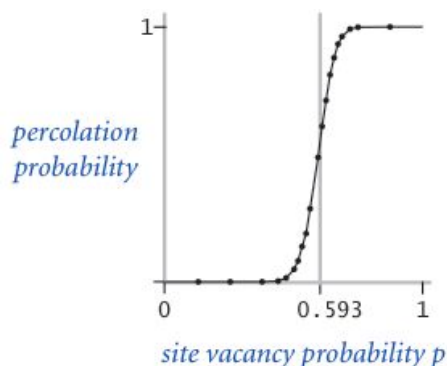 1
percolation
probability
0
0.593
1
site vacancy probability p